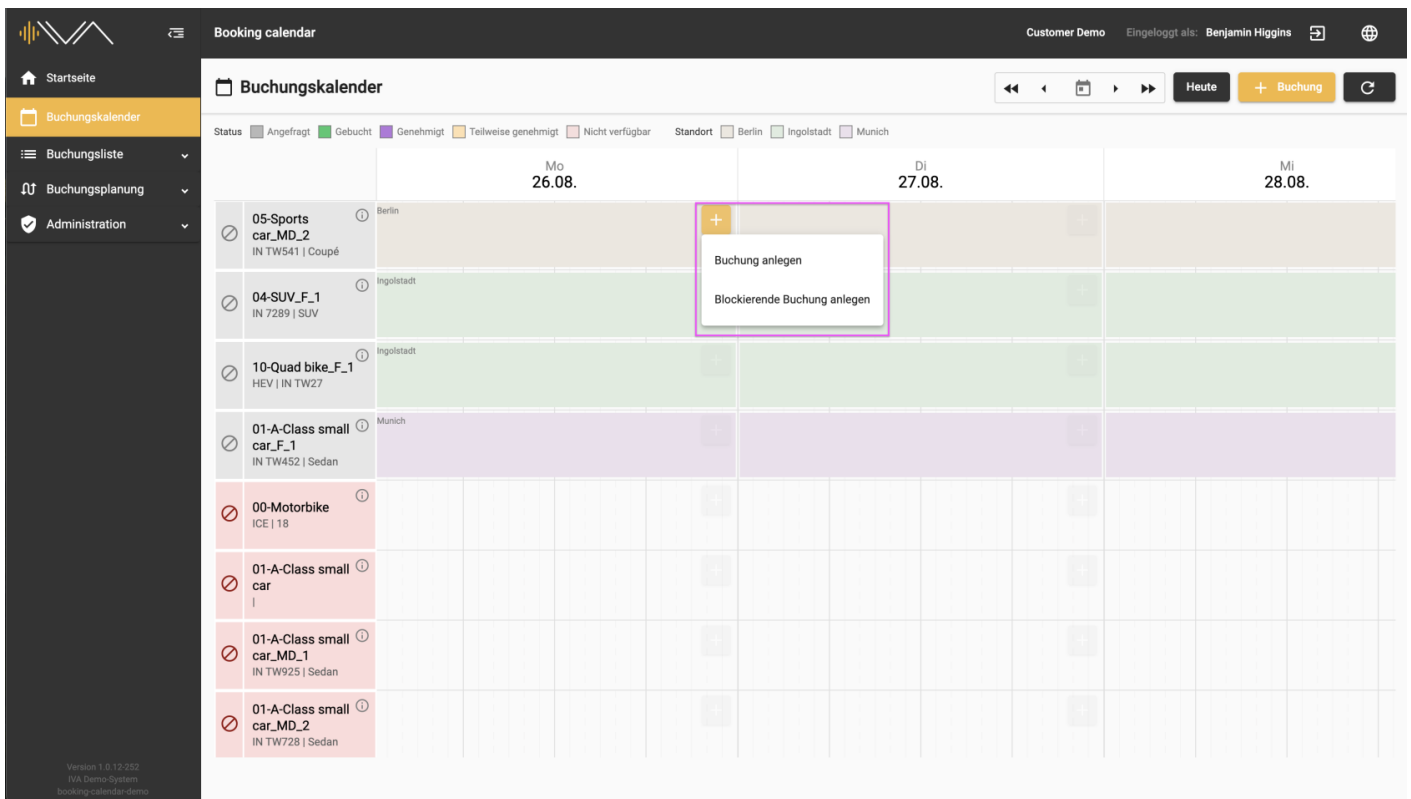 IVA
Booking calendar
Customer Demo Eingeloggt als: Benjamin Higgins
Startseite
Buchungskalender
Buchungsliste
Buchungsplanung
Administration
Buchungskalender
Heute
+ Buchung
Status Angefragt Gebucht Genehmigt Teilweise genehmigt Nicht verfügbar Standort Berlin Ingolstadt Munich
Mo Di Mi
26.08. 27.08. 28.08.
05-Sports
car_MD_2
IN TW541 | Coupé
Berlin
+
Buchung anlegen
Blockierende Buchung anlegen
04-SUV_F_1
IN 7289 | SUV
Ingolstadt
10-Quad bike_F_1
HEV | IN TW27
Ingolstadt
01-A-Class small
car_F_1
IN TW452 | Sedan
Munich
00-Motorbike
ICE | 18
01-A-Class small
car
|
01-A-Class small
car_MD_1
IN TW925 | Sedan
01-A-Class small
car_MD_2
IN TW728 | Sedan
Version 1.0.12-252
IVA Demo-System
booking-calendar-demo